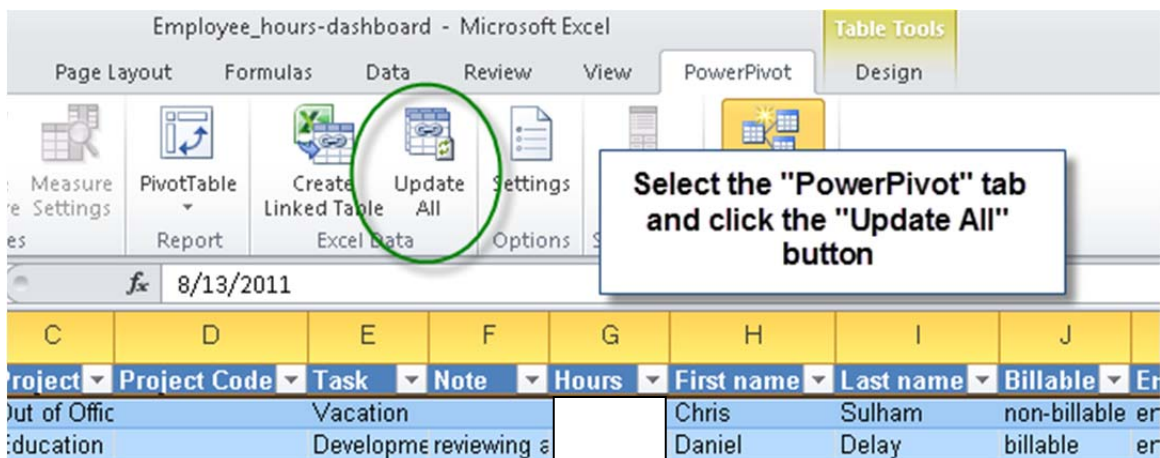 Employee_hours-dashboard - Microsoft Excel
Table Tools
Page Layout Formulas Data Review View PowerPivot Design
Measure Settings
PivotTable
Create Linked Table
Update All
Settings
Report
Excel Data
Options
Select the "PowerPivot" tab
and click the "Update All"
button
fx 8/13/2011
C D E F G H I J
Project Code Task Note Hours First name Last name Billable
Vacation Chris Sulham non-billable
Education reviewing Daniel Delay billable